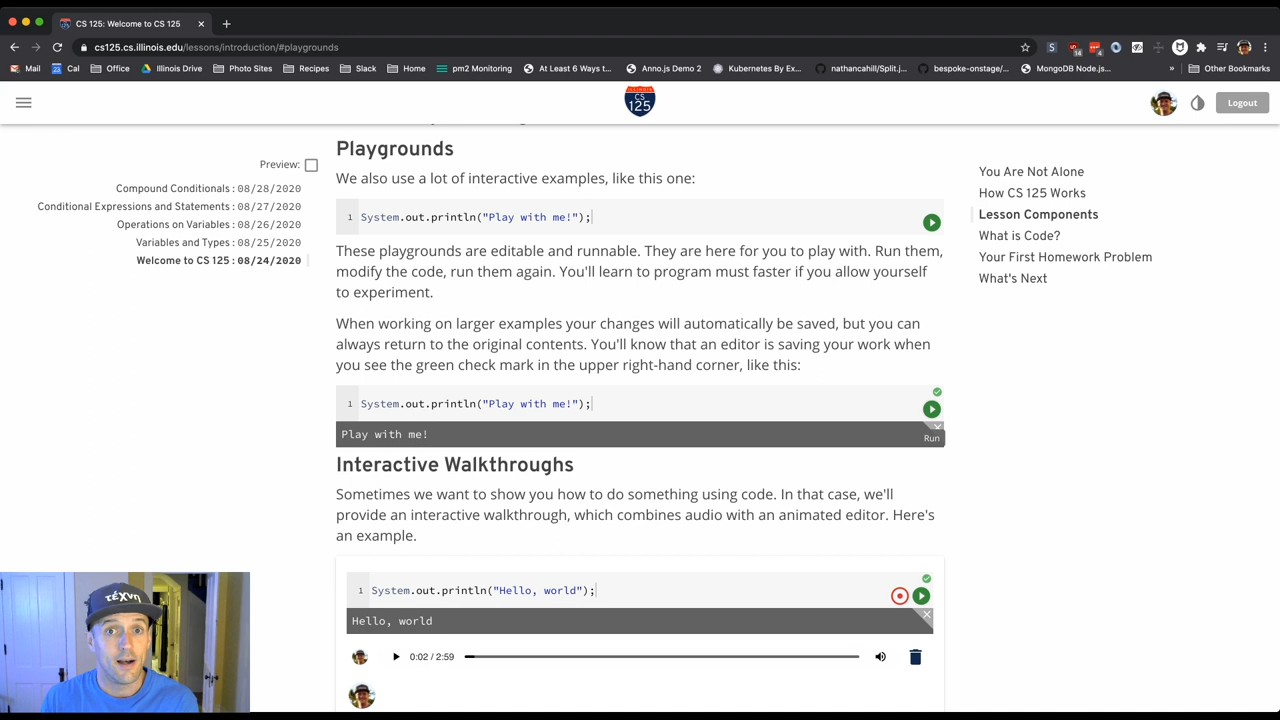 CS 125: Welcome to CS 125
cs125.cs.illinois.edu/lessons/introduction/#playgrounds
Mail Cal Office Illinois Drive Photo Sites Recipes Slack Home pm2 Monitoring At Least 6 Ways t... Anno.js Demo 2 Kubernetes By Ex... nathancahill/Split.j... bespoke-onstage/... MongoDB Node.js... » Other Bookmarks
ILLINOIS
CS
125
Logout
Preview:
Compound Conditionals : 08/28/2020
Conditional Expressions and Statements : 08/27/2020
Operations on Variables : 08/26/2020
Variables and Types : 08/25/2020
Welcome to CS 125 : 08/24/2020
Playgrounds
We also use a lot of interactive examples, like this one:
1 System.out.println("Play with me!");
These playgrounds are editable and runnable. They are here for you to play with. Run them,
modify the code, run them again. You'll learn to program must faster if you allow yourself
to experiment.
When working on larger examples your changes will automatically be saved, but you can
always return to the original contents. You'll know that an editor is saving your work when
you see the green check mark in the upper right-hand corner, like this:
1 System.out.println("Play with me!");
Play with me!
Run
Interactive Walkthroughs
Sometimes we want to show you how to do something using code. In that case, we'll
provide an interactive walkthrough, which combines audio with an animated editor. Here's
an example.
1 System.out.println("Hello, world");
Hello, world
0:02 / 2:59
You Are Not Alone
How CS 125 Works
Lesson Components
What is Code?
Your First Homework Problem
What's Next